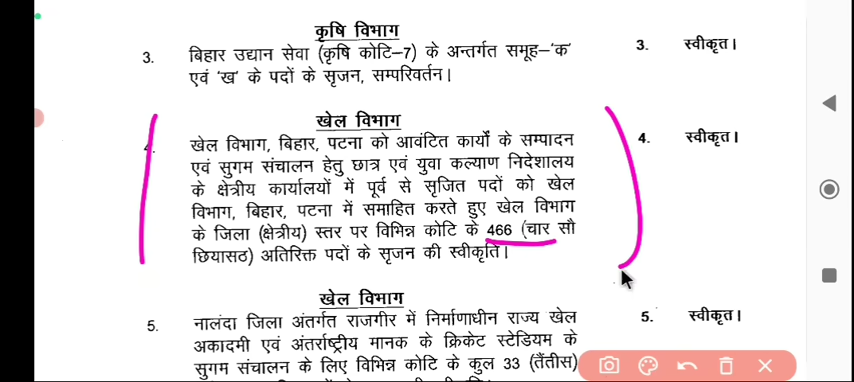 कृषि विभाग
3. बिहार उद्यान सेवा (कृषि कोटि–7) के अन्तर्गत समूह–'क' 3. स्वीकृत।
एवं 'ख' के पदों के सृजन, सम्परिवर्तन।
खेल विभाग
4. खेल विभाग, बिहार, पटना को आवंटित कार्यों के सम्पादन 4. स्वीकृत।
एवं सुगम संचालन हेतु छात्र एवं युवा कल्याण निदेशालय
के क्षेत्रीय कार्यालयों में पूर्व से सृजित पदों को खेल
विभाग, बिहार, पटना में समाहित करते हुए खेल विभाग
के जिला (क्षेत्रीय) स्तर पर विभिन्न कोटि के 466 (चार सौ
छियासठ) अतिरिक्त पदों के सृजन की स्वीकृति।
खेल विभाग
5. नालंदा जिला अंतर्गत राजगीर में निर्माणाधीन राज्य खेल 5. स्वीकृत।
अकादमी एवं अंतर्राष्ट्रीय मानक के क्रिकेट स्टेडियम के
सुगम संचालन के लिए विभिन्न कोटि के कुल 33 (तैंतीस)